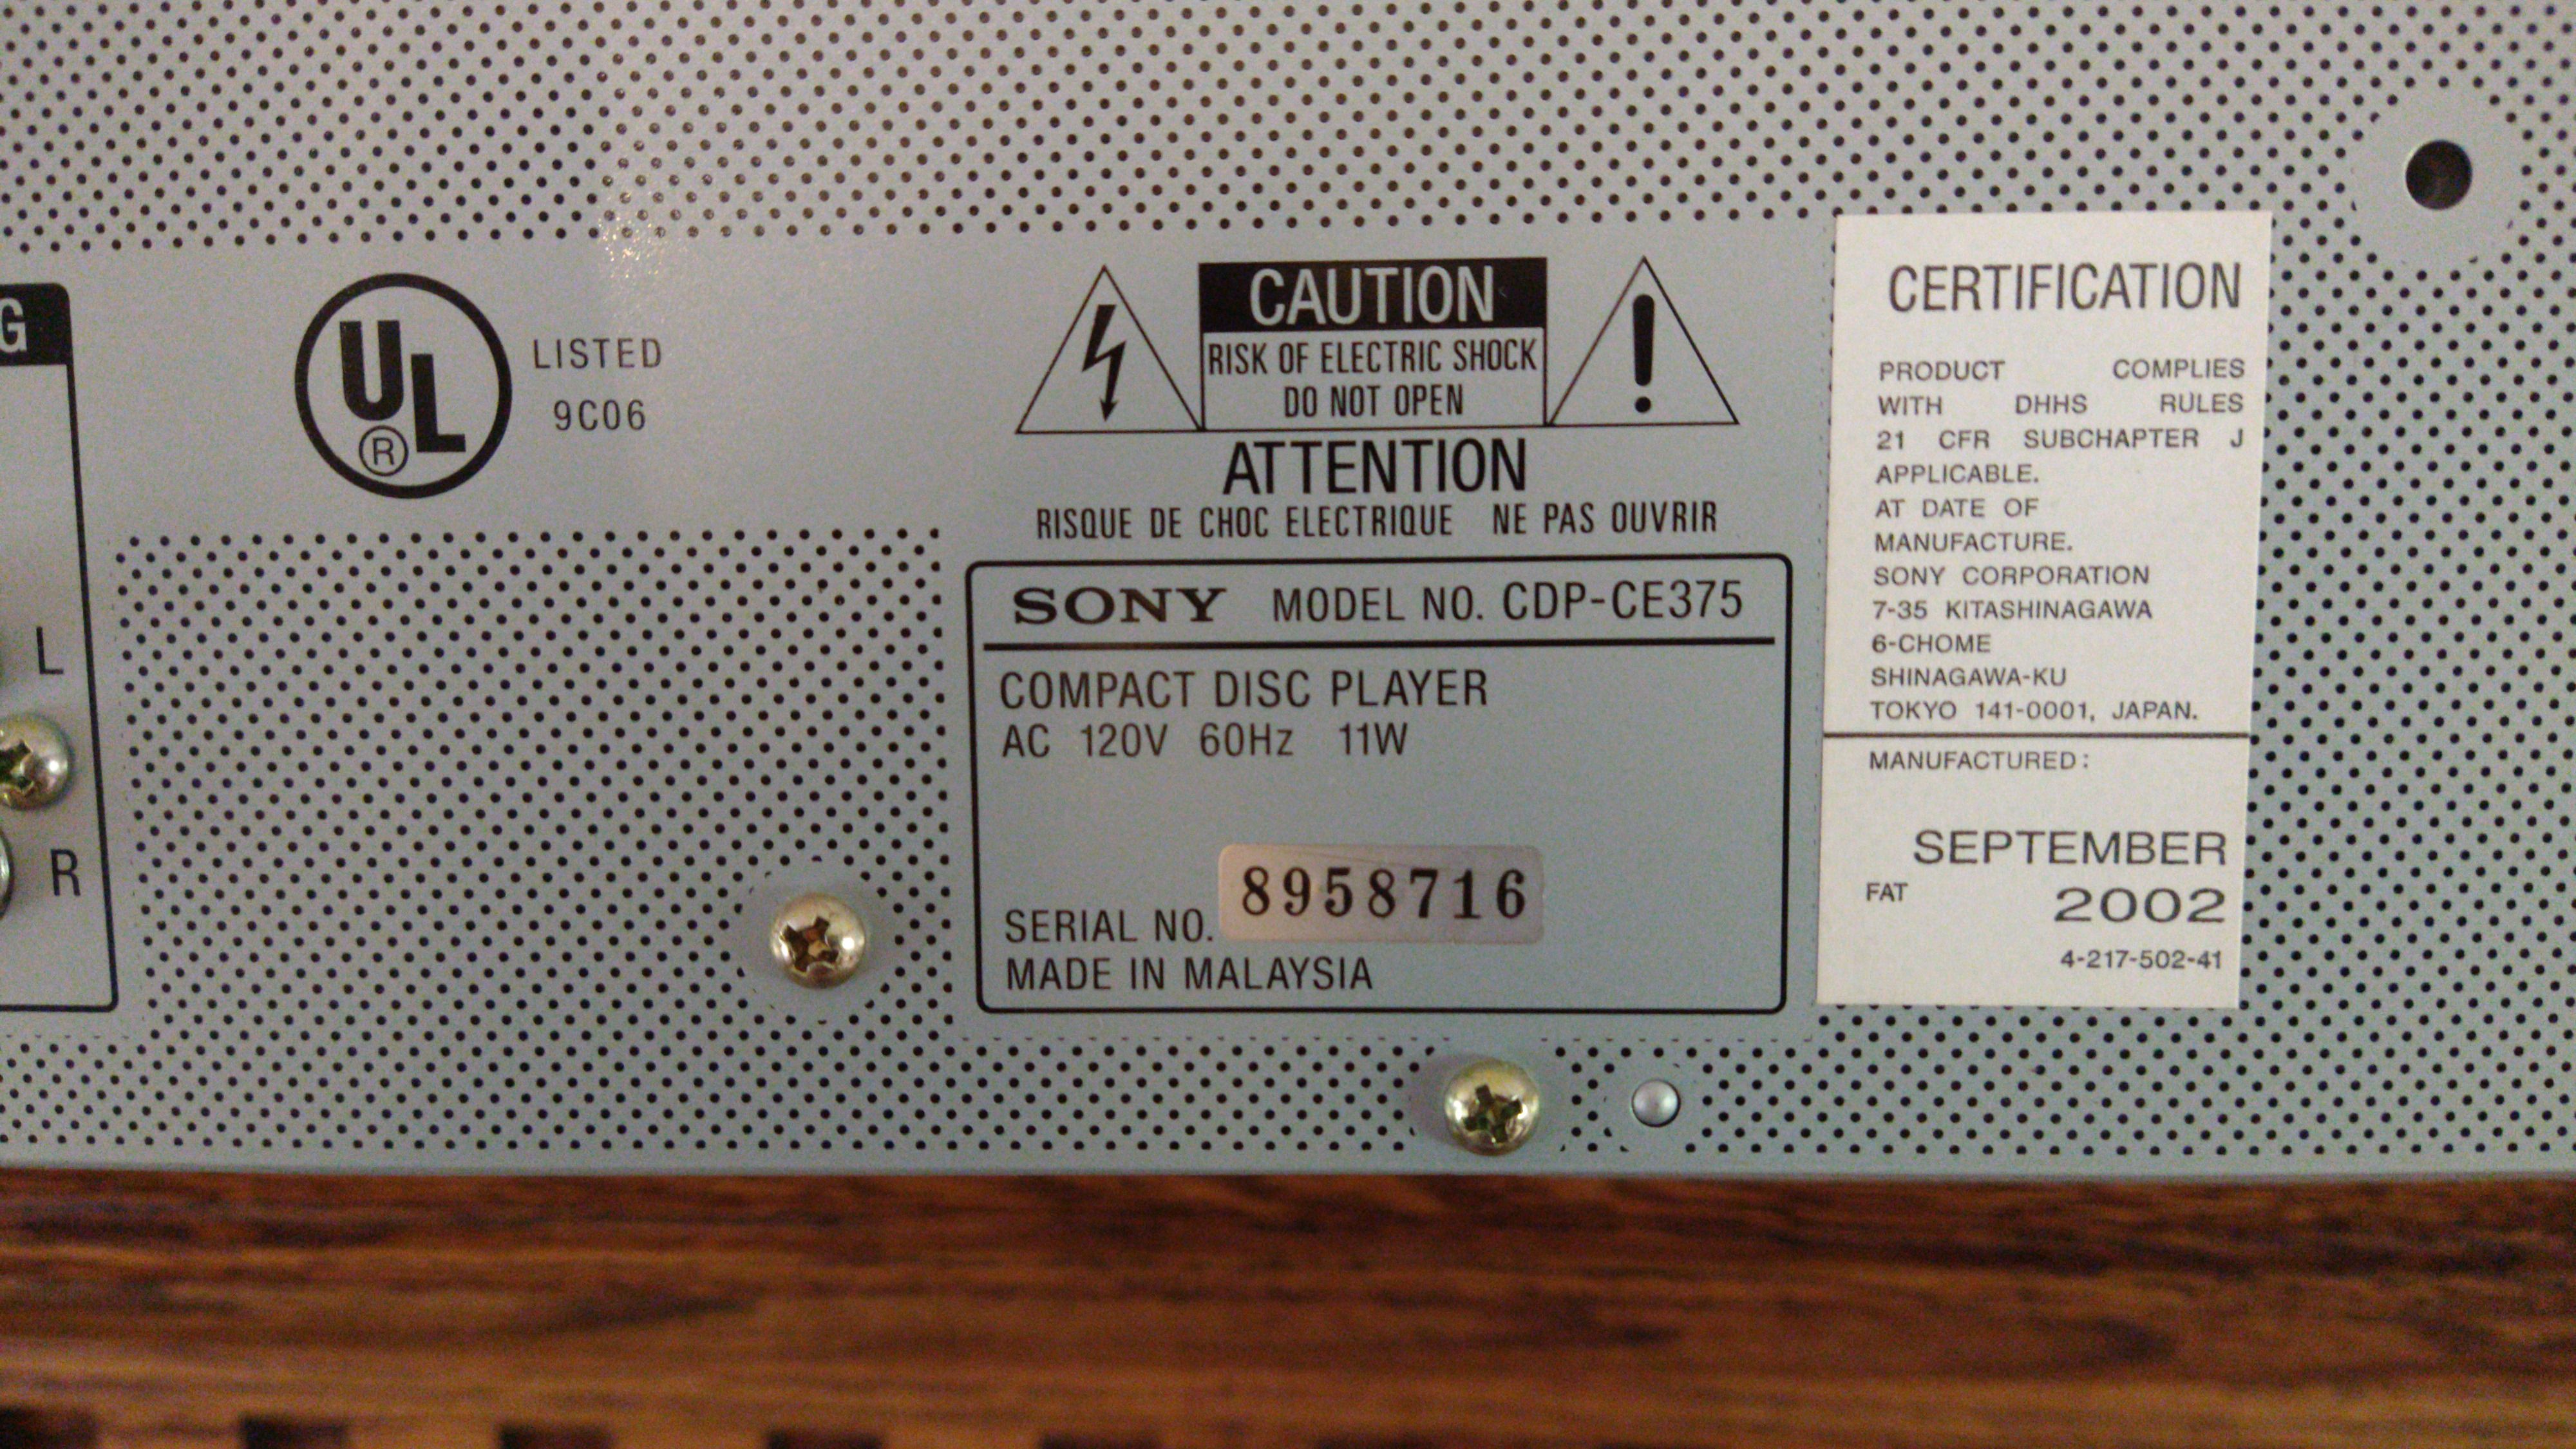 G
L
R
UL
®
LISTED
9C06
CAUTION
RISK OF ELECTRIC SHOCK
DO NOT OPEN
ATTENTION
RISQUE DE CHOC ELECTRIQUE NE PAS OUVRIR
SONY MODEL NO. CDP-CE375
COMPACT DISC PLAYER
AC 120V 60Hz 11W
SERIAL NO. 8958716
MADE IN MALAYSIA
CERTIFICATION
PRODUCT COMPLIES
WITH DHHS RULES
21 CFR SUBCHAPTER J
APPLICABLE.
AT DATE OF
MANUFACTURE.
SONY CORPORATION
7-35 KITASHINAGAWA
6-CHOME
SHINAGAWA-KU
TOKYO 141-0001, JAPAN.
MANUFACTURED:
SEPTEMBER
FAT 2002
4-217-502-41